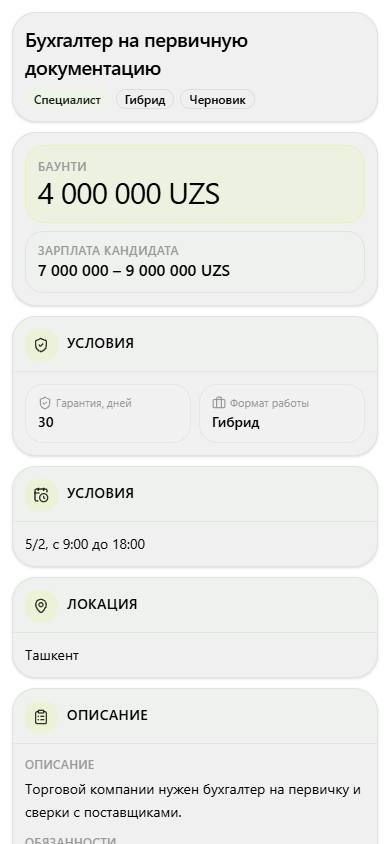 Бухгалтер на первичную
документацию
Специалист Гибрид Черновик
БАУНТИ
4 000 000 UZS
ЗАРПЛАТА КАНДИДАТА
7 000 000 – 9 000 000 UZS
УСЛОВИЯ
Гарантия, дней
30
Формат работы
Гибрид
УСЛОВИЯ
5/2, с 9:00 до 18:00
ЛОКАЦИЯ
Ташкент
ОПИСАНИЕ
ОПИСАНИЕ
Торговой компании нужен бухгалтер на первичку и
сверки с поставщиками.
ОБЯЗАННОСТИ